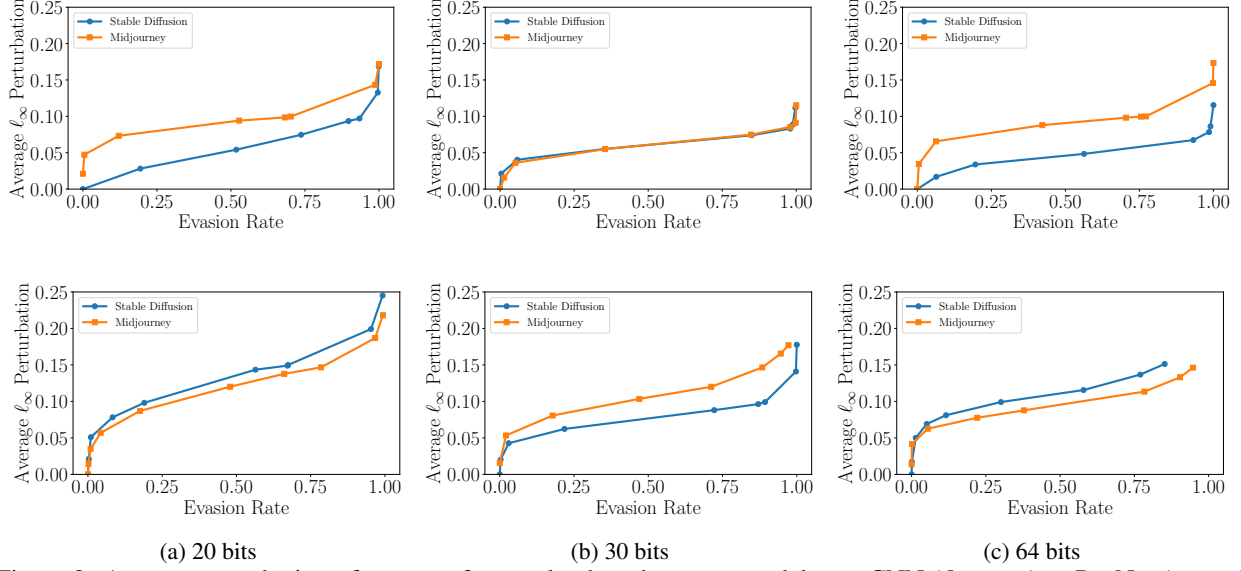 Average ℓ∞ Perturbation
0.25
0.20
0.15
0.10
0.05
0.00
Stable Diffusion
Midjourney
0.00 0.25 0.50 0.75 1.00
Evasion Rate
Average ℓ∞ Perturbation
0.25
0.20
0.15
0.10
0.05
0.00
Stable Diffusion
Midjourney
0.00 0.25 0.50 0.75 1.00
Evasion Rate
Average ℓ∞ Perturbation
0.25
0.20
0.15
0.10
0.05
0.00
Stable Diffusion
Midjourney
0.00 0.25 0.50 0.75 1.00
Evasion Rate
Average ℓ∞ Perturbation
0.25
0.20
0.15
0.10
0.05
0.00
Stable Diffusion
Midjourney
0.00 0.25 0.50 0.75 1.00
Evasion Rate
Average ℓ∞ Perturbation
0.25
0.20
0.15
0.10
0.05
0.00
Stable Diffusion
Midjourney
0.00 0.25 0.50 0.75 1.00
Evasion Rate
Average ℓ∞ Perturbation
0.25
0.20
0.15
0.10
0.05
0.00
Stable Diffusion
Midjourney
0.00 0.25 0.50 0.75 1.00
Evasion Rate
(a) 20 bits
(b) 30 bits
(c) 64 bits